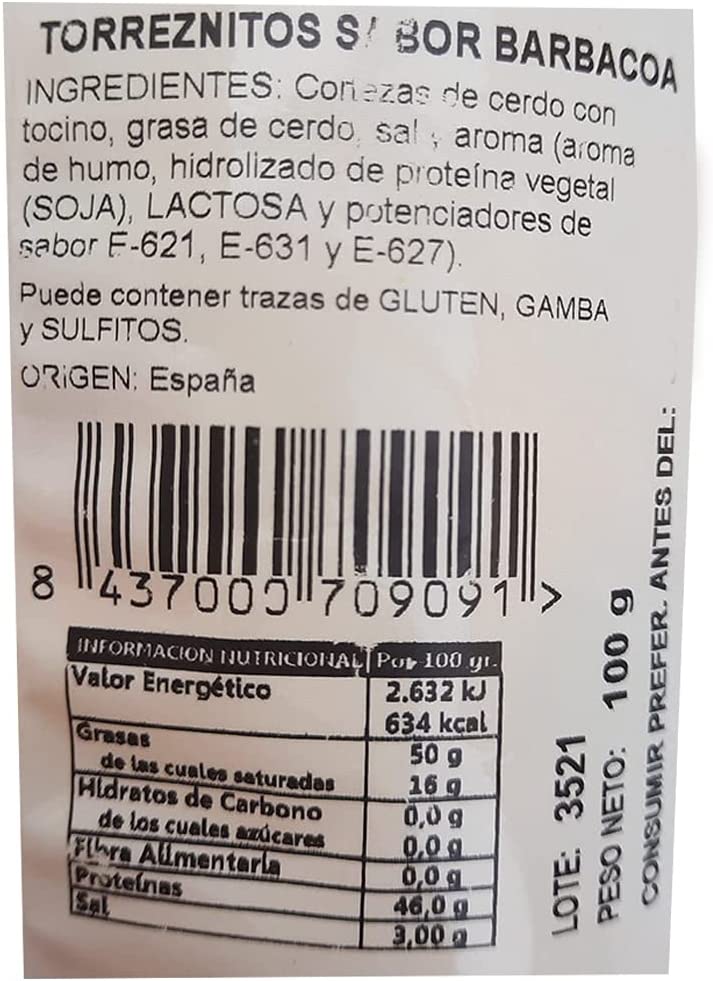 TORREZNITOS S BOR BARBACOA
INGREDIENTES: Cortezas de cerdo con
tocino, grasa de cerdo, sal y aroma (aroma
de humo, hidrolizado de proteína vegetal
(SOJA), LACTOSA y potenciadores de
sabor E-621, E-631 y E-627).
Puede contener trazas de GLUTEN, GAMBA
y SULFITOS.
ORIGEN: España
8 437000 709091 >
INFORMACION NUTRICIONAL Por 100 gr.
Valor Energético 2.632 kJ
634 kcal
Grasas 50 g
de las cuales saturadas 16 g
Hidratos de Carbono 0,0 g
de los cuales azúcares 0,0 g
Fibra Alimentaria 0,0 g
Proteínas 46,0 g
Sal 3,00 g
LOTE: 3521
PESO NETO: 100 g
CONSUMIR PREFER. ANTES DEL: